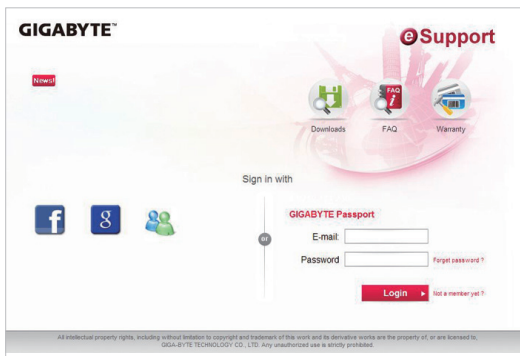 GIGABYTE™
eSupport
News!
FAQ
Downloads
FAQ
Warranty
Sign in with
f
g
or
GIGABYTE Passport
E-mail:
Password
Forget password ?
Login
Not a member yet ?
All intellectual property rights, including without limitation to copyright and trademark of this work and its derivative works are the property of, or are licensed to,
GIGA-BYTE TECHNOLOGY CO., LTD. Any unauthorized use is strictly prohibited.